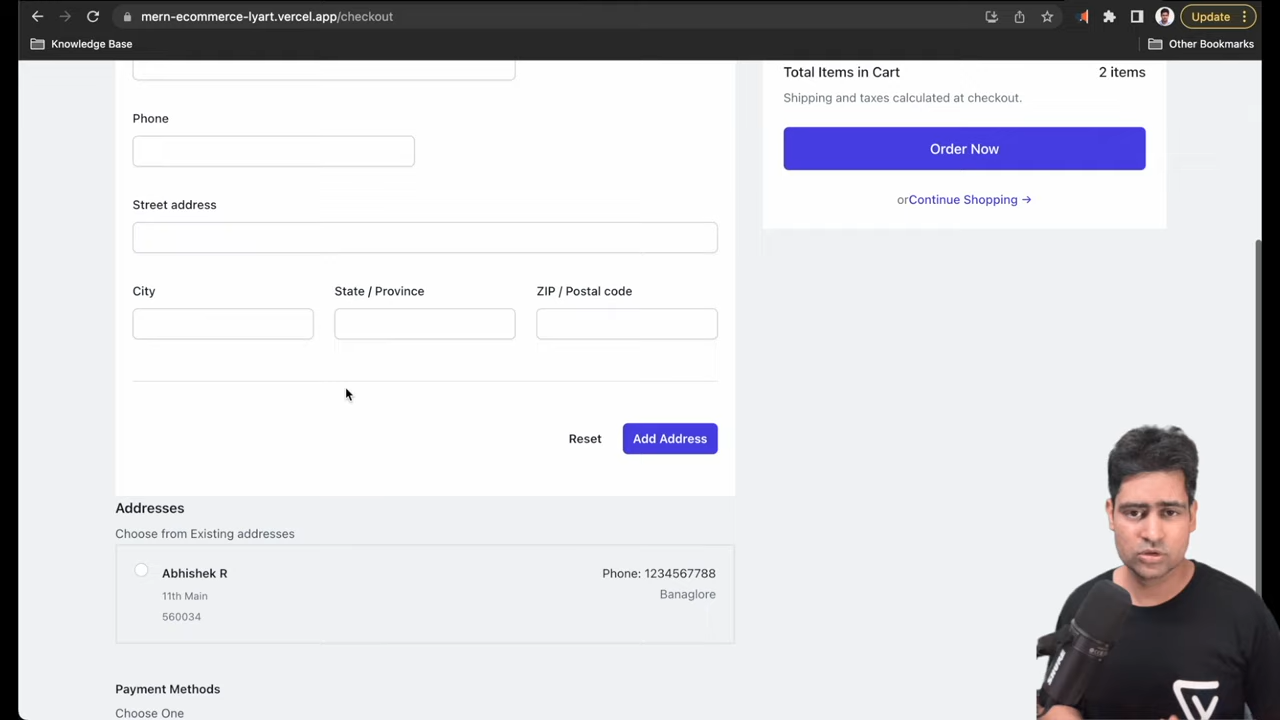 mern-ecommerce-lyart.vercel.app/checkout
Update
Knowledge Base
Other Bookmarks
Total Items in Cart 2 items
Shipping and taxes calculated at checkout.
Order Now
orContinue Shopping →
Phone
Street address
City State / Province ZIP / Postal code
Reset Add Address
Addresses
Choose from Existing addresses
Abhishek R Phone: 1234567788
11th Main Banaglore
560034
Payment Methods
Choose One